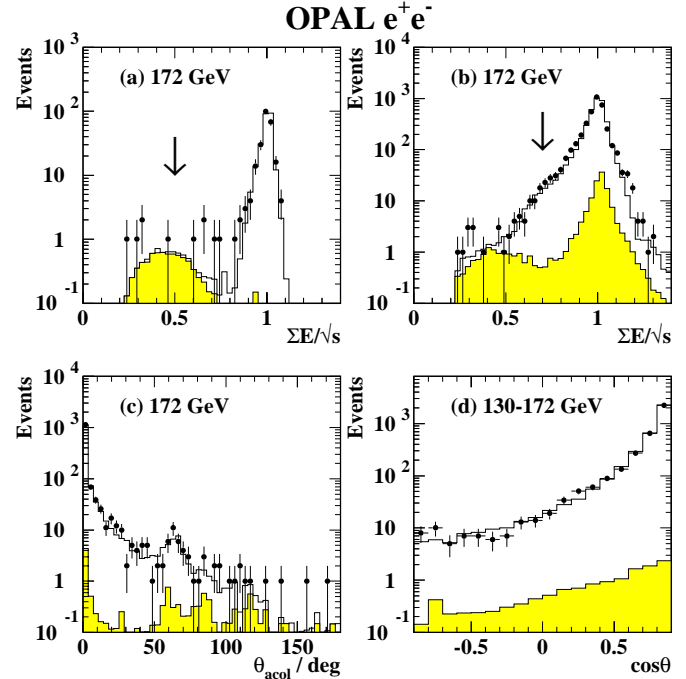 OPAL e⁺e⁻
Events
(a) 172 GeV
10³
10²
10
1
10⁻¹
0
0.5
1
ΣE/√s
Events
(b) 172 GeV
10⁴
10³
10²
10
1
10⁻¹
0
0.5
1
ΣE/√s
Events
(c) 172 GeV
10⁴
10³
10²
10
1
10⁻¹
0
50
100
150
θacol / deg
Events
(d) 130-172 GeV
10³
10²
10
1
10⁻¹
-0.5
0
0.5
cosθ